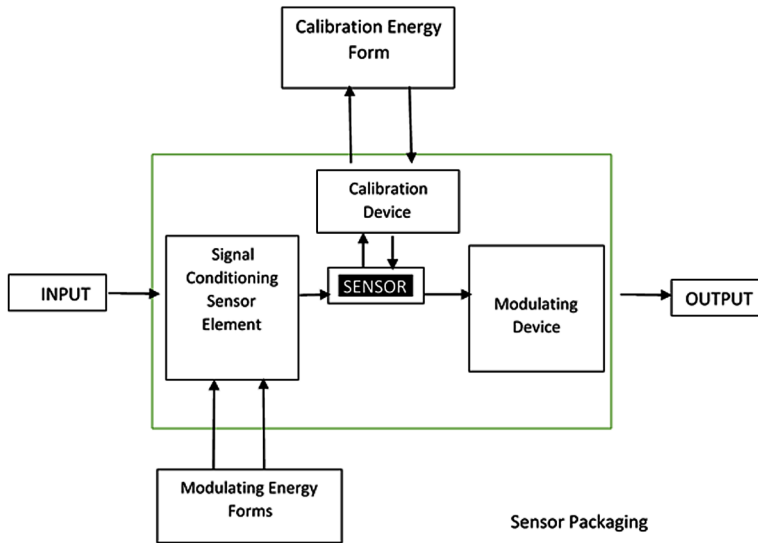 Calibration Energy
Form
Calibration
Device
Signal
Conditioning
Sensor
Element
INPUT
SENSOR
Modulating
Device
OUTPUT
Modulating Energy
Forms
Sensor Packaging